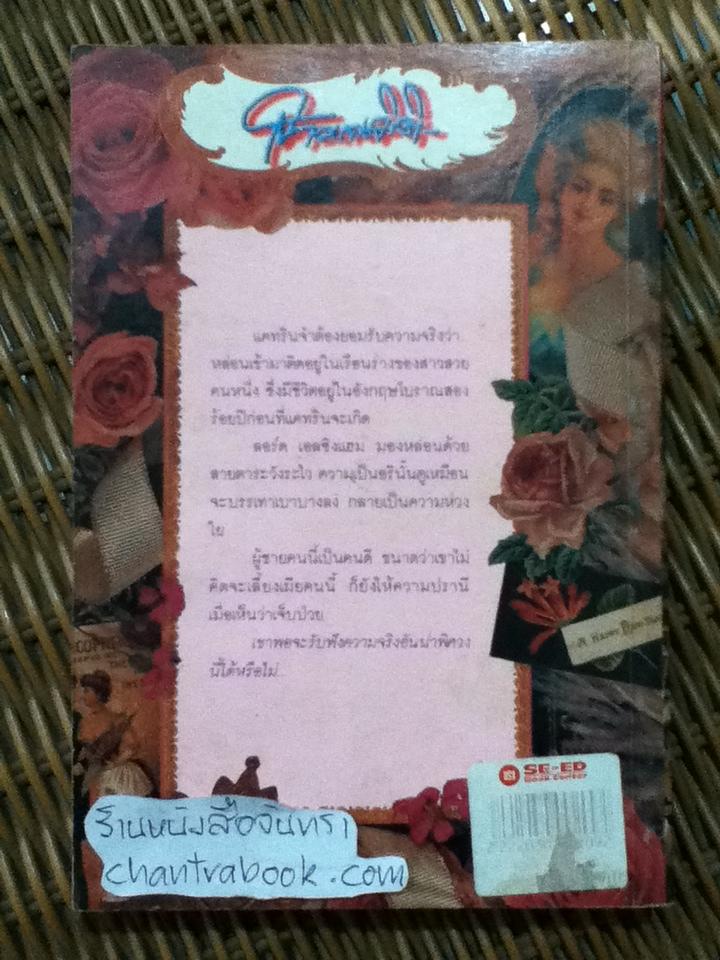 แคทรินจำต้องยอมรับความจริงว่า
หล่อนเข้ามาติดอยู่ในเรือนร่างของสาวสวย
คนหนึ่ง ซึ่งมีชีวิตอยู่ในอังกฤษโบราณสอง
ร้อยปีก่อนที่แคทรินจะเกิด
ลอร์ด เอลซิงแฮม มองหล่อนด้วย
สายตาระวังระไว ความเป็นอรินั้นดูเหมือน
จะบรรเทาเบาบางลง กลายเป็นความห่วง
ใย
ผู้ชายคนนี้เป็นคนดี ขนาดว่าเขาไม่
คิดจะเลี้ยงเมียคนนี้ ก็ยังให้ความปรานี
เมื่อเห็นว่าเจ็บป่วย
เขาพอจะรับฟังความจริงอันน่าพิศวง
นี้ได้หรือไม่..
SE-ED
Book Center
ร้านหนังสือจันทรา
chantrabook.com